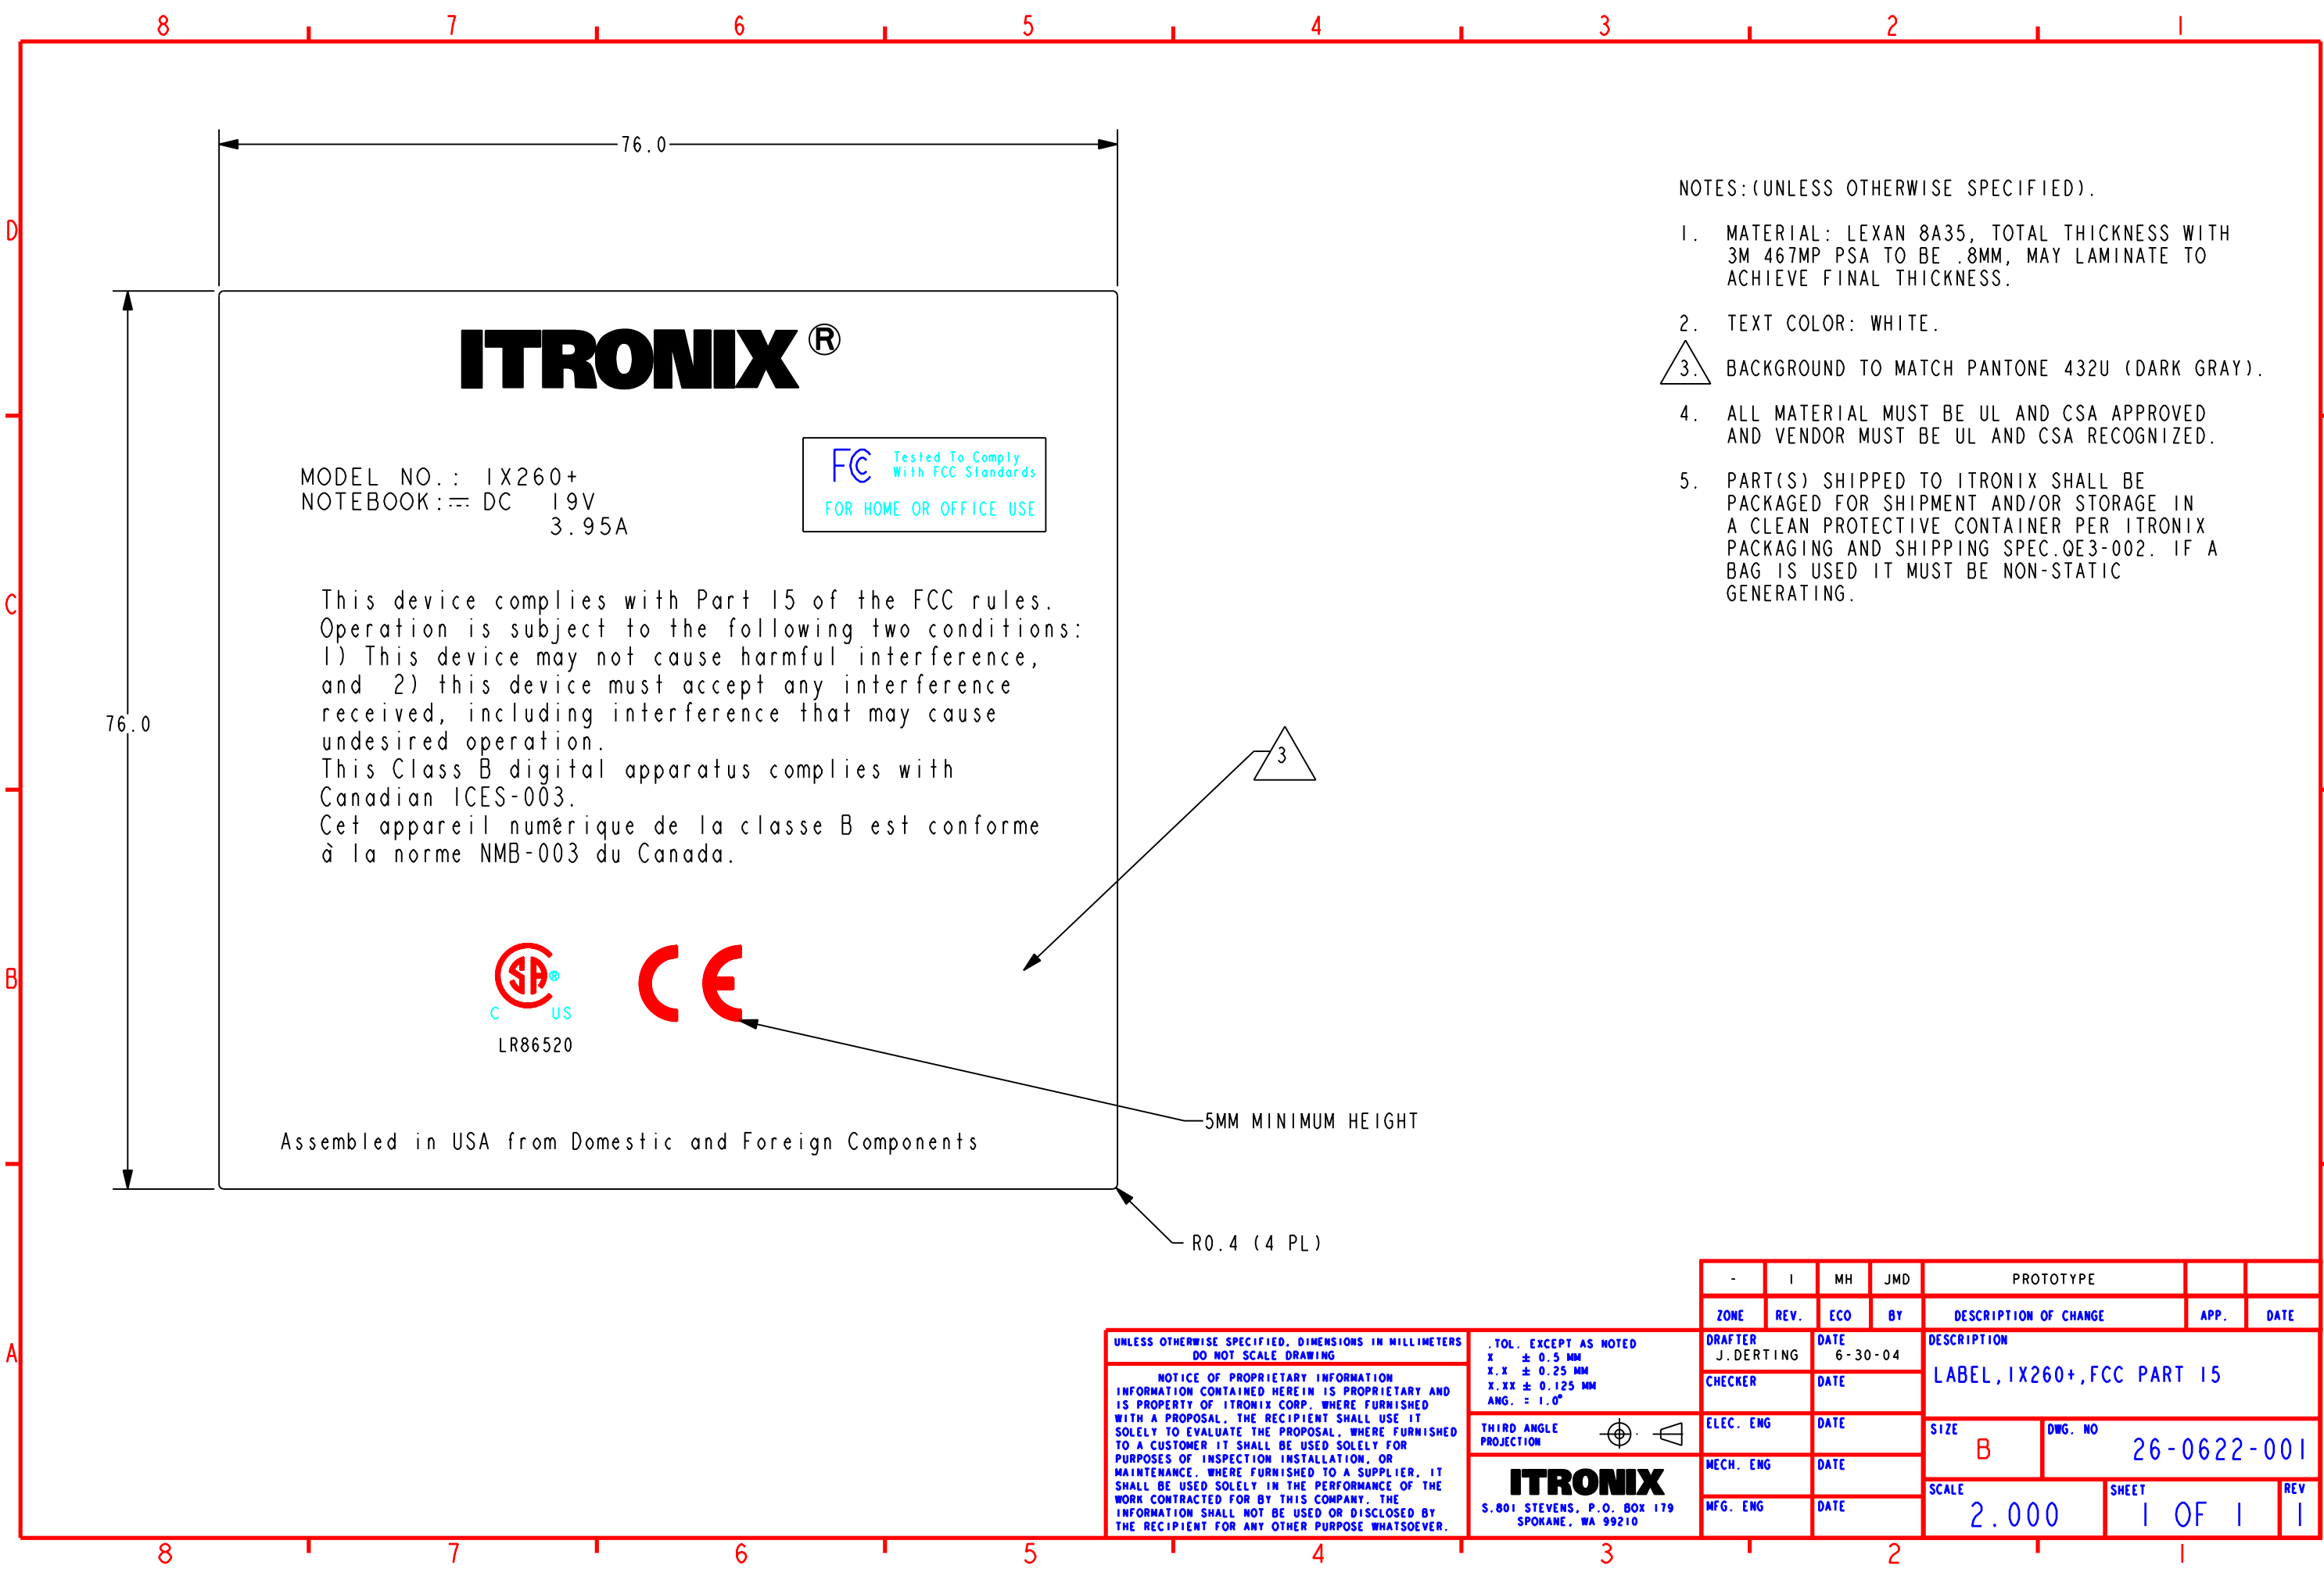 8 7 6 5 4 3 2 1
76.0
D
C
B
A
76.0
ITRONIX ®
MODEL NO.: IX260+
NOTEBOOK: DC 19V
3.95A
FC Tested To Comply
With FCC Standards
FOR HOME OR OFFICE USE
This device complies with Part 15 of the FCC rules.
Operation is subject to the following two conditions:
1) This device may not cause harmful interference,
and 2) this device must accept any interference
received, including interference that may cause
undesired operation.
This Class B digital apparatus complies with
Canadian ICES-003.
Cet appareil numérique de la classe B est conforme
à la norme NMB-003 du Canada.
SA ®
C US
LR86520
CE
Assembled in USA from Domestic and Foreign Components
3
5MM MINIMUM HEIGHT
R0.4 (4 PL)
NOTES:(UNLESS OTHERWISE SPECIFIED).
1. MATERIAL: LEXAN 8A35, TOTAL THICKNESS WITH
3M 467MP PSA TO BE .8MM, MAY LAMINATE TO
ACHIEVE FINAL THICKNESS.
2. TEXT COLOR: WHITE.
3. BACKGROUND TO MATCH PANTONE 432U (DARK GRAY).
4. ALL MATERIAL MUST BE UL AND CSA APPROVED
AND VENDOR MUST BE UL AND CSA RECOGNIZED.
5. PART(S) SHIPPED TO ITRONIX SHALL BE
PACKAGED FOR SHIPMENT AND/OR STORAGE IN
A CLEAN PROTECTIVE CONTAINER PER ITRONIX
PACKAGING AND SHIPPING SPEC.QE3-002. IF A
BAG IS USED IT MUST BE NON-STATIC
GENERATING.
- 1 MH JMD PROTOTYPE
ZONE REV. ECO BY DESCRIPTION OF CHANGE APP. DATE
UNLESS OTHERWISE SPECIFIED, DIMENSIONS IN MILLIMETERS
DO NOT SCALE DRAWING
NOTICE OF PROPRIETARY INFORMATION
INFORMATION CONTAINED HEREIN IS PROPRIETARY AND
IS PROPERTY OF ITRONIX CORP. WHERE FURNISHED
WITH A PROPOSAL, THE RECIPIENT SHALL USE IT
SOLELY TO EVALUATE THE PROPOSAL, WHERE FURNISHED
TO A CUSTOMER IT SHALL BE USED SOLELY FOR
PURPOSES OF INSPECTION INSTALLATION, OR
MAINTENANCE. WHERE FURNISHED TO A SUPPLIER, IT
SHALL BE USED SOLELY IN THE PERFORMANCE OF THE
WORK CONTRACTED FOR BY THIS COMPANY. THE
INFORMATION SHALL NOT BE USED OR DISCLOSED BY
THE RECIPIENT FOR ANY OTHER PURPOSE WHATSOEVER.
.TOL. EXCEPT AS NOTED
X ± 0.5 MM
X.X ± 0.25 MM
X.XX ± 0.125 MM
ANG. = 1.0°
THIRD ANGLE
PROJECTION
ITRONIX
S.801 STEVENS, P.O. BOX 179
SPOKANE, WA 99210
DRAFTER DATE
J.DERTING 6-30-04
CHECKER DATE
ELEC. ENG DATE
MECH. ENG DATE
MFG. ENG DATE
DESCRIPTION
LABEL,IX260+,FCC PART 15
SIZE DWG. NO
B 26-0622-001
SCALE SHEET REV
2.000 1 OF 1 1
8 7 6 5 4 3 2 1